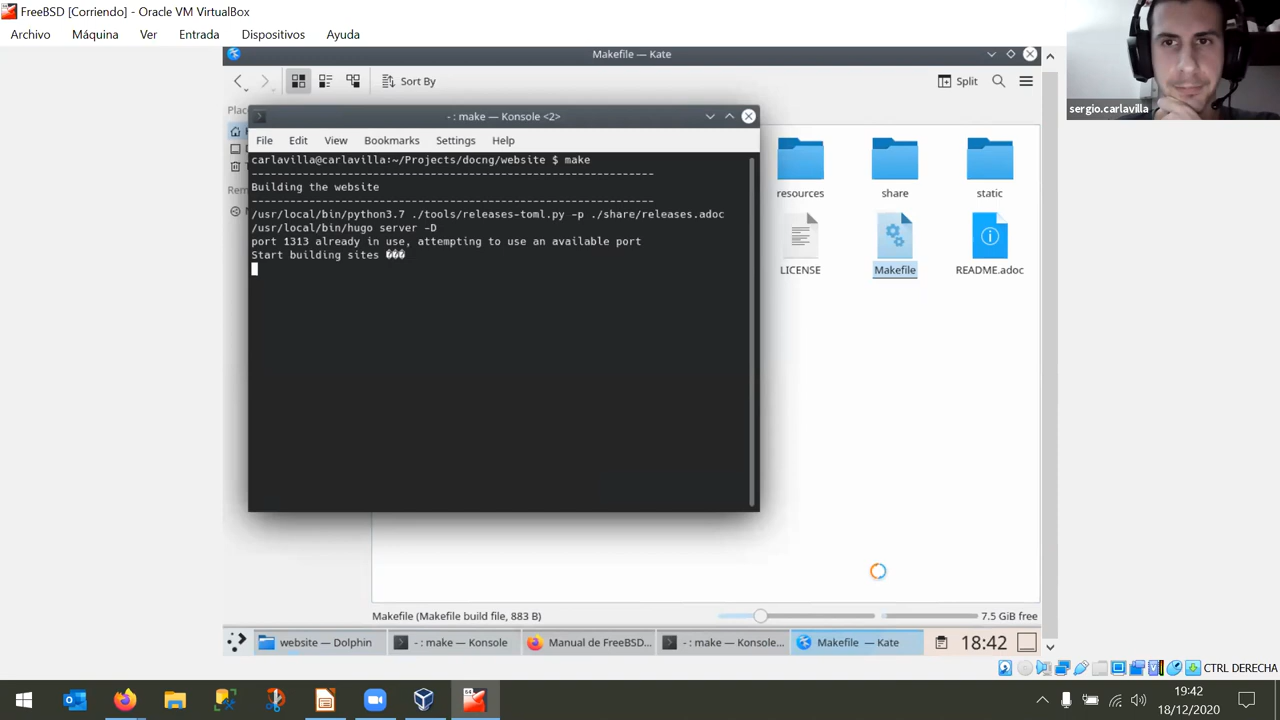 FreeBSD [Corriendo] - Oracle VM VirtualBox
Archivo Máquina Ver Entrada Dispositivos Ayuda
sergio.carlavilla
Makefile — Kate
Sort By
Split
- : make — Konsole <2>
File Edit View Bookmarks Settings Help
carlavilla@carlavilla:~/Projects/docng/website $ make
----------------------------------------------------------------
Building the website
----------------------------------------------------------------
/usr/local/bin/python3.7 ./tools/releases-toml.py -p ./share/releases.adoc
/usr/local/bin/hugo server -D
port 1313 already in use, attempting to use an available port
Start building sites ���
resources
share
static
LICENSE
Makefile
README.adoc
Makefile (Makefile build file, 883 B)
7.5 GiB free
website — Dolphin
- : make — Konsole
Manual de FreeBSD...
- : make — Konsole...
Makefile — Kate
18:42
CTRL DERECHA
19:42
18/12/2020